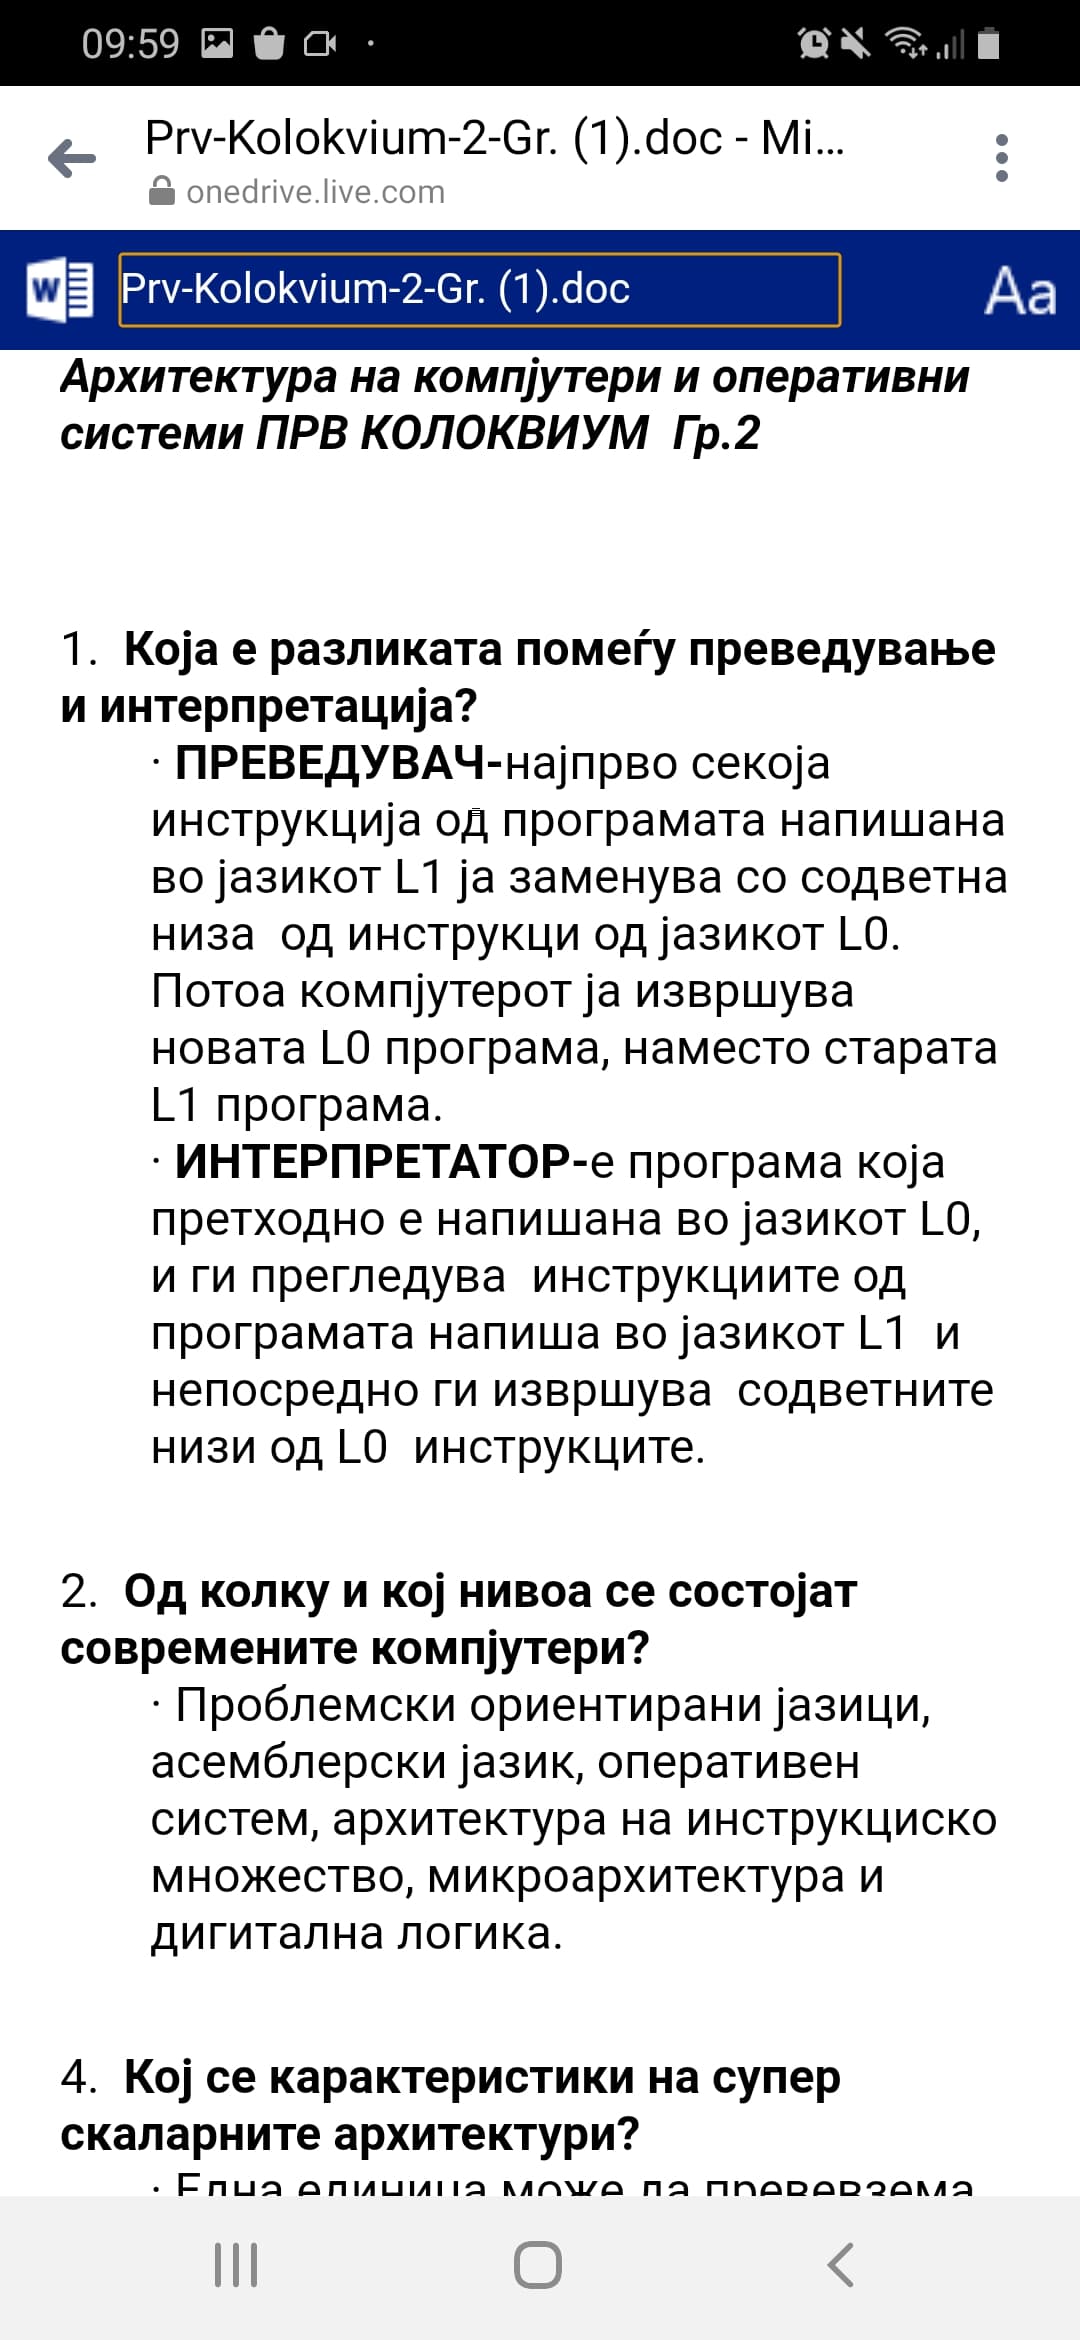 09:59
Prv-Kolokvium-2-Gr. (1).doc - Mi...
onedrive.live.com
W Prv-Kolokvium-2-Gr. (1).doc Aa
Архитектура на компјутери и оперативни
системи ПРВ КОЛОКВИУМ Гр.2
1. Која е разликата помеѓу преведување
и интерпретација?
· ПРЕВЕДУВАЧ-најпрво секоја
инструкција од програмата напишана
во јазикот L1 ја заменува со содветна
низа од инструкци од јазикот L0.
Потоа компјутерот ја извршува
новата L0 програма, наместо старата
L1 програма.
· ИНТЕРПРЕТАТОР-е програма која
претходно е напишана во јазикот L0,
и ги прегледува инструкциите од
програмата напиша во јазикот L1 и
непосредно ги извршува содветните
низи од L0 инструкците.
2. Од колку и кој нивоа се состојат
современите компјутери?
· Проблемски ориентирани јазици,
асемблерски јазик, оперативен
систем, архитектура на инструкциско
множество, микроархитектура и
дигитална логика.
4. Кој се карактеристики на супер
скаларните архитектури?
· Една единица може да превевзема